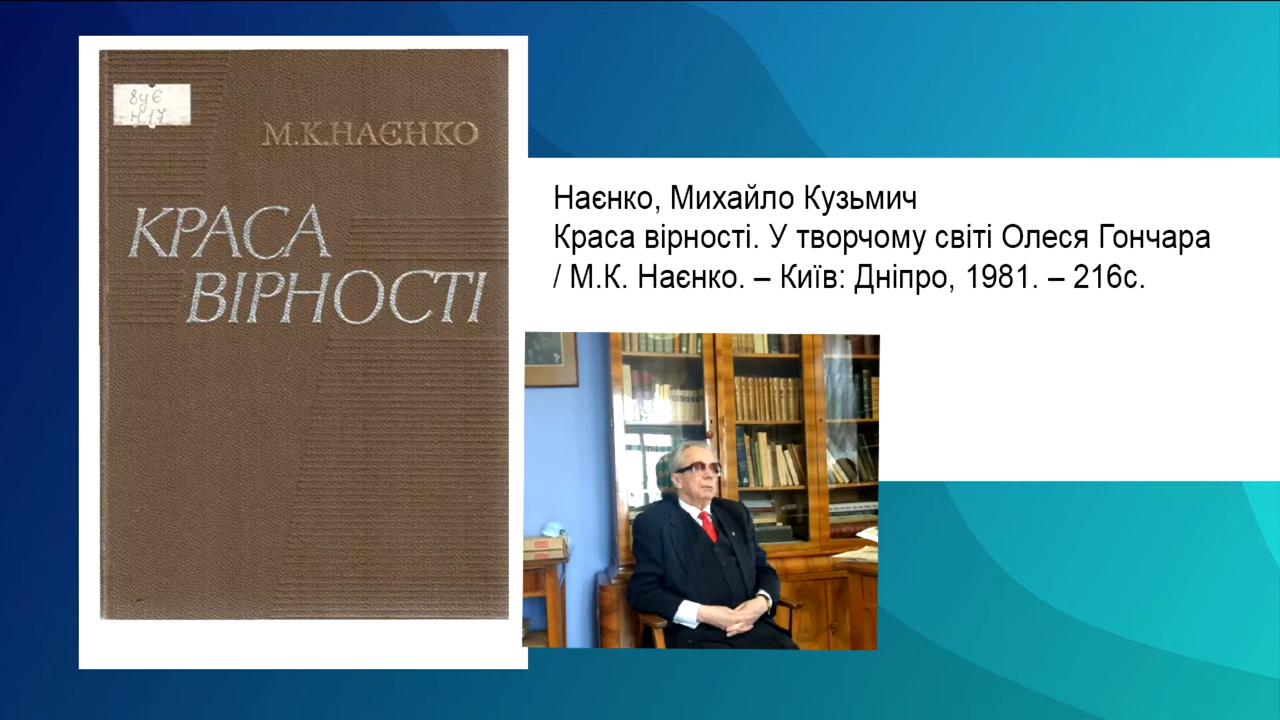 8у6
Н17
М.К.НАЄНКО
КРАСА
ВІРНОСТІ
Наєнко, Михайло Кузьмич
Краса вірності. У творчому світі Олеся Гончара
/ М.К. Наєнко. – Київ: Дніпро, 1981. – 216с.